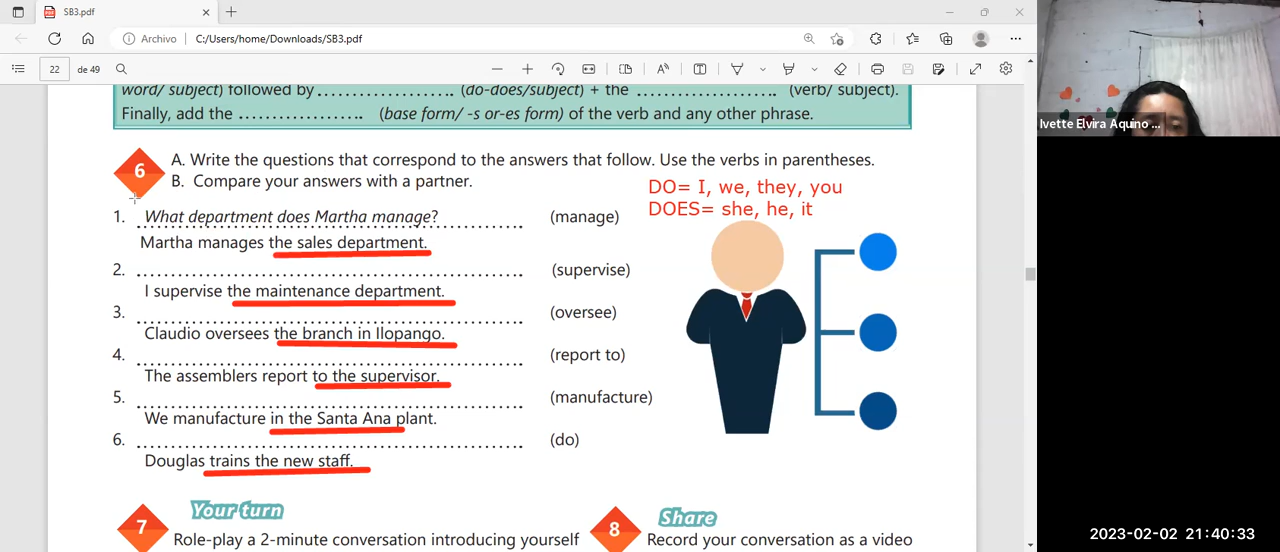 SB3.pdf
Archivo
C:/Users/home/Downloads/SB3.pdf
22
de 49
word/ subject) followed by ........................ (do-does/subject) + the ........................ (verb/ subject).
Finally, add the ..................... (base form/ -s or-es form) of the verb and any other phrase.
6
A. Write the questions that correspond to the answers that follow. Use the verbs in parentheses.
B. Compare your answers with a partner.
DO= I, we, they, you
DOES= she, he, it
1. What department does Martha manage? (manage)
Martha manages the sales department.
2. (supervise)
I supervise the maintenance department.
3. (oversee)
Claudio oversees the branch in Ilopango.
4. (report to)
The assemblers report to the supervisor.
5. (manufacture)
We manufacture in the Santa Ana plant.
6. (do)
Douglas trains the new staff.
7
Your turn
Role-play a 2-minute conversation introducing yourself
8
Share
Record your conversation as a video
Ivette Elvira Aquino ...
2023-02-02 21:40:33